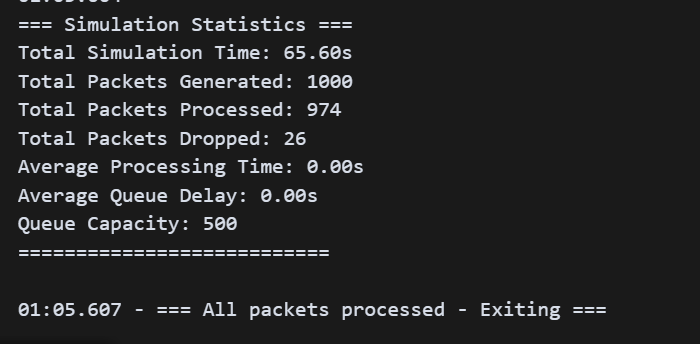 === Simulation Statistics ===
Total Simulation Time: 65.60s
Total Packets Generated: 1000
Total Packets Processed: 974
Total Packets Dropped: 26
Average Processing Time: 0.00s
Average Queue Delay: 0.00s
Queue Capacity: 500
===========================
01:05.607 - === All packets processed - Exiting ===